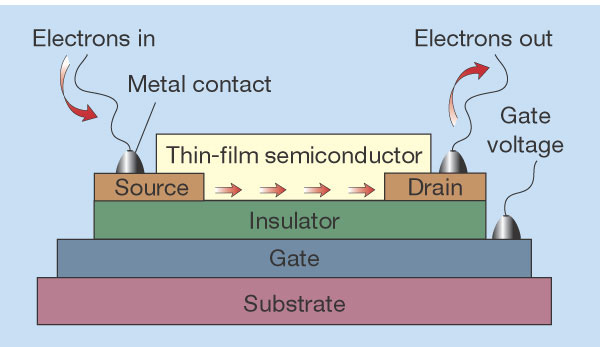 Electrons in
Electrons out
Metal contact
Gate
voltage
Thin-film semiconductor
Source
Drain
Insulator
Gate
Substrate